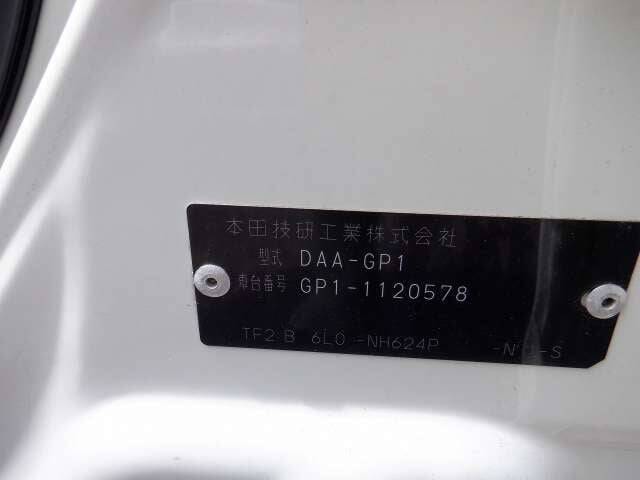 本田技研工業株式会社
型式 DAA-GP1
車台番号 GP1-1120578
TF2 B 6L0 -NH624P -N -S